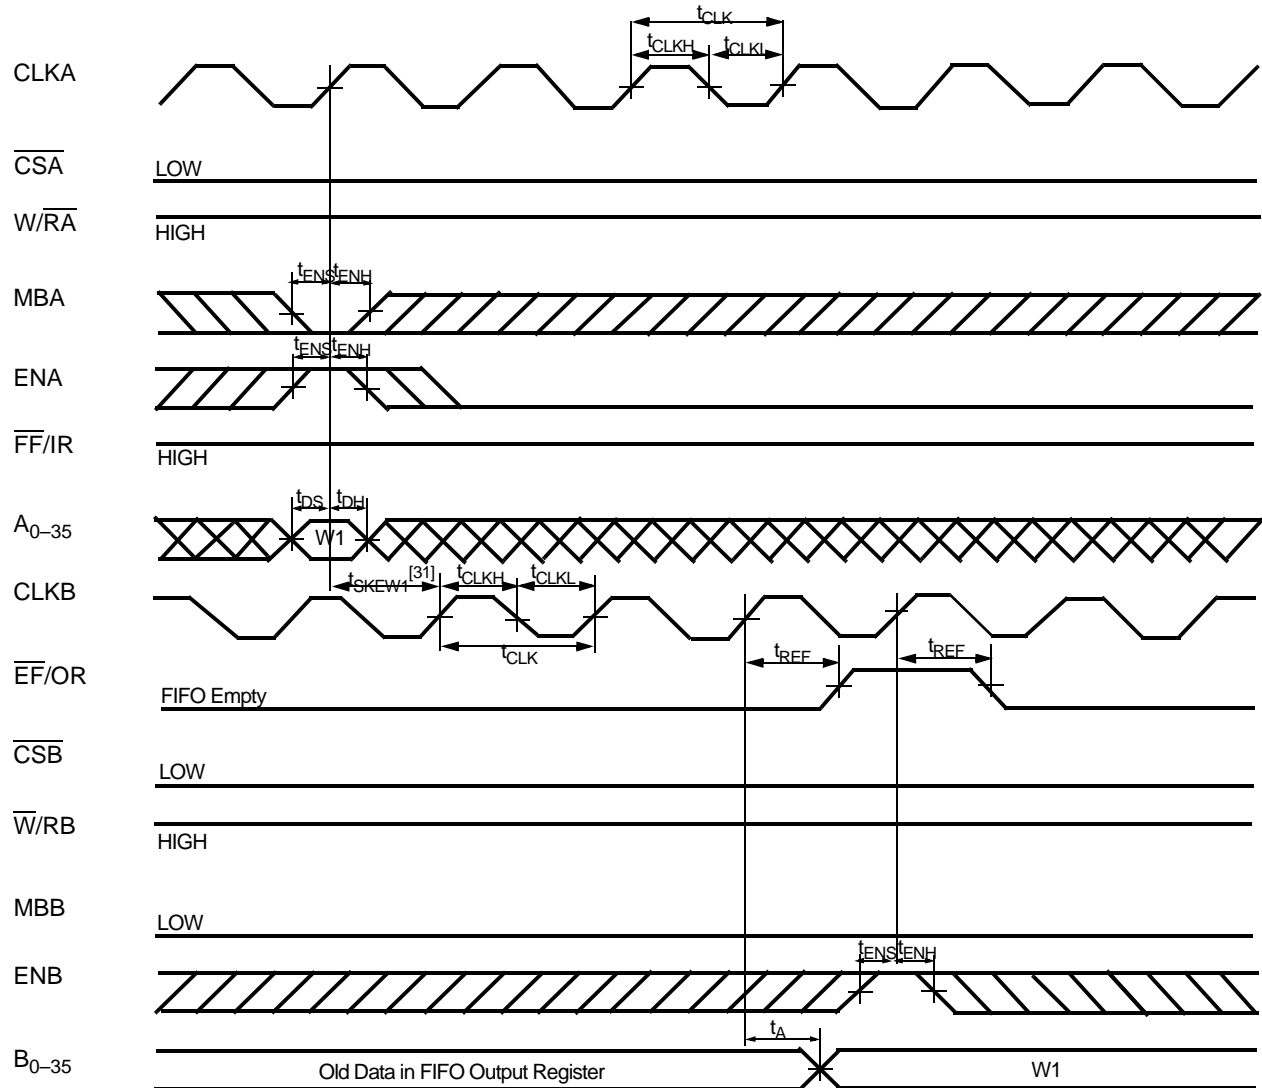 tCLK
tCLKH tCLKL
CLKA
CSA
LOW
W/RA
HIGH
tENS tENH
MBA
tENS tENH
ENA
FF/IR
HIGH
tDS tDH
A0–35
W1
tSKEW1[31] tCLKH tCLKL
CLKB
tCLK
tREF tREF
EF/OR
FIFO Empty
CSB
LOW
W/RB
HIGH
MBB
LOW
tENS tENH
ENB
tA
B0–35
Old Data in FIFO Output Register W1